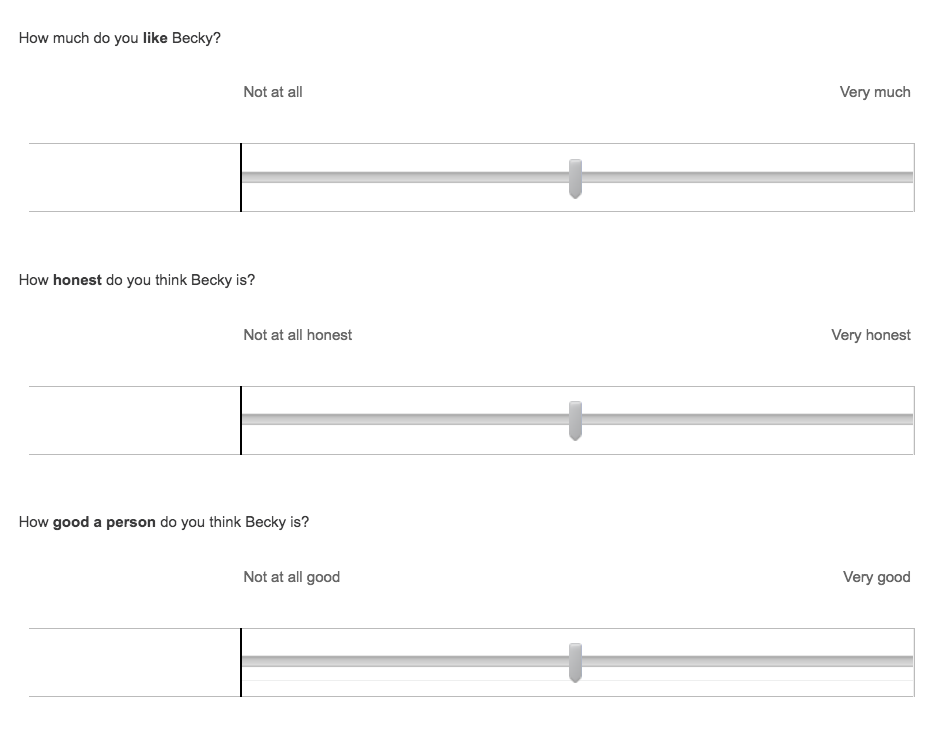 How much do you like Becky?
Not at all Very much
How honest do you think Becky is?
Not at all honest Very honest
How good a person do you think Becky is?
Not at all good Very good